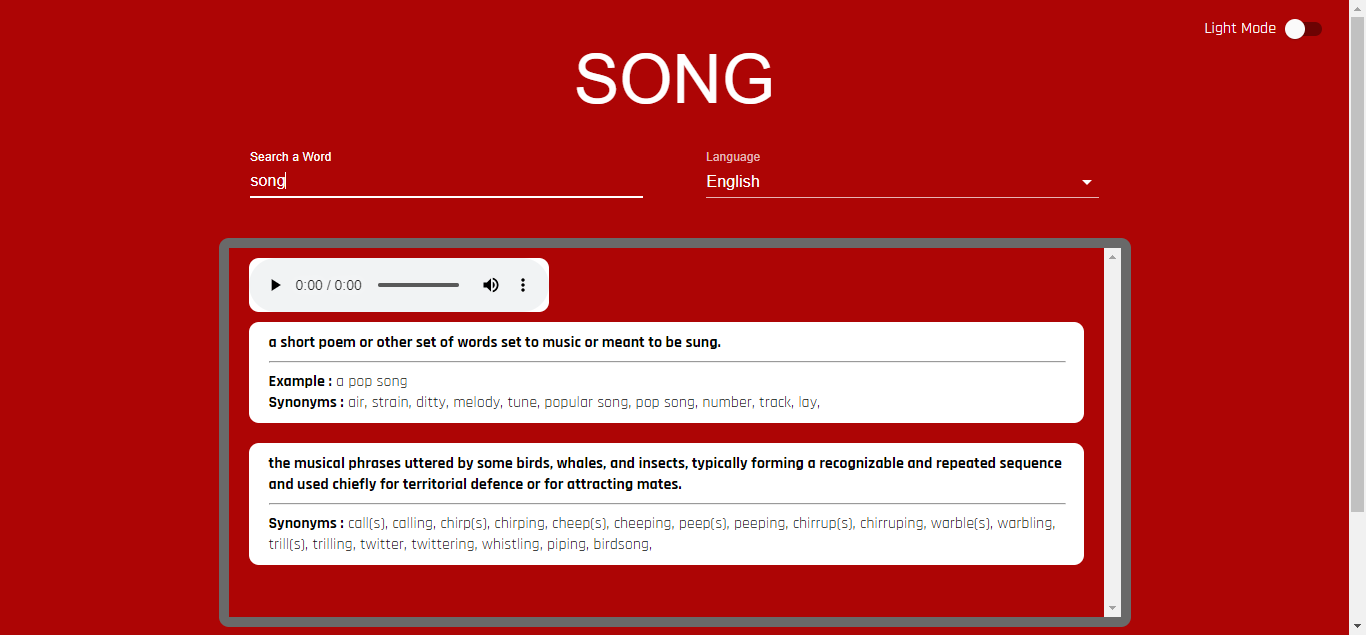 Light Mode
SONG
Search a Word
song
Language
English
0:00 / 0:00
a short poem or other set of words set to music or meant to be sung.
Example : a pop song
Synonyms : air, strain, ditty, melody, tune, popular song, pop song, number, track, lay,
the musical phrases uttered by some birds, whales, and insects, typically forming a recognizable and repeated sequence
and used chiefly for territorial defence or for attracting mates.
Synonyms : call(s), calling, chirp(s), chirping, cheep(s), cheeping, peep(s), peeping, chirrup(s), chirruping, warble(s), warbling,
trill(s), trilling, twitter, twittering, whistling, piping, birdsong,